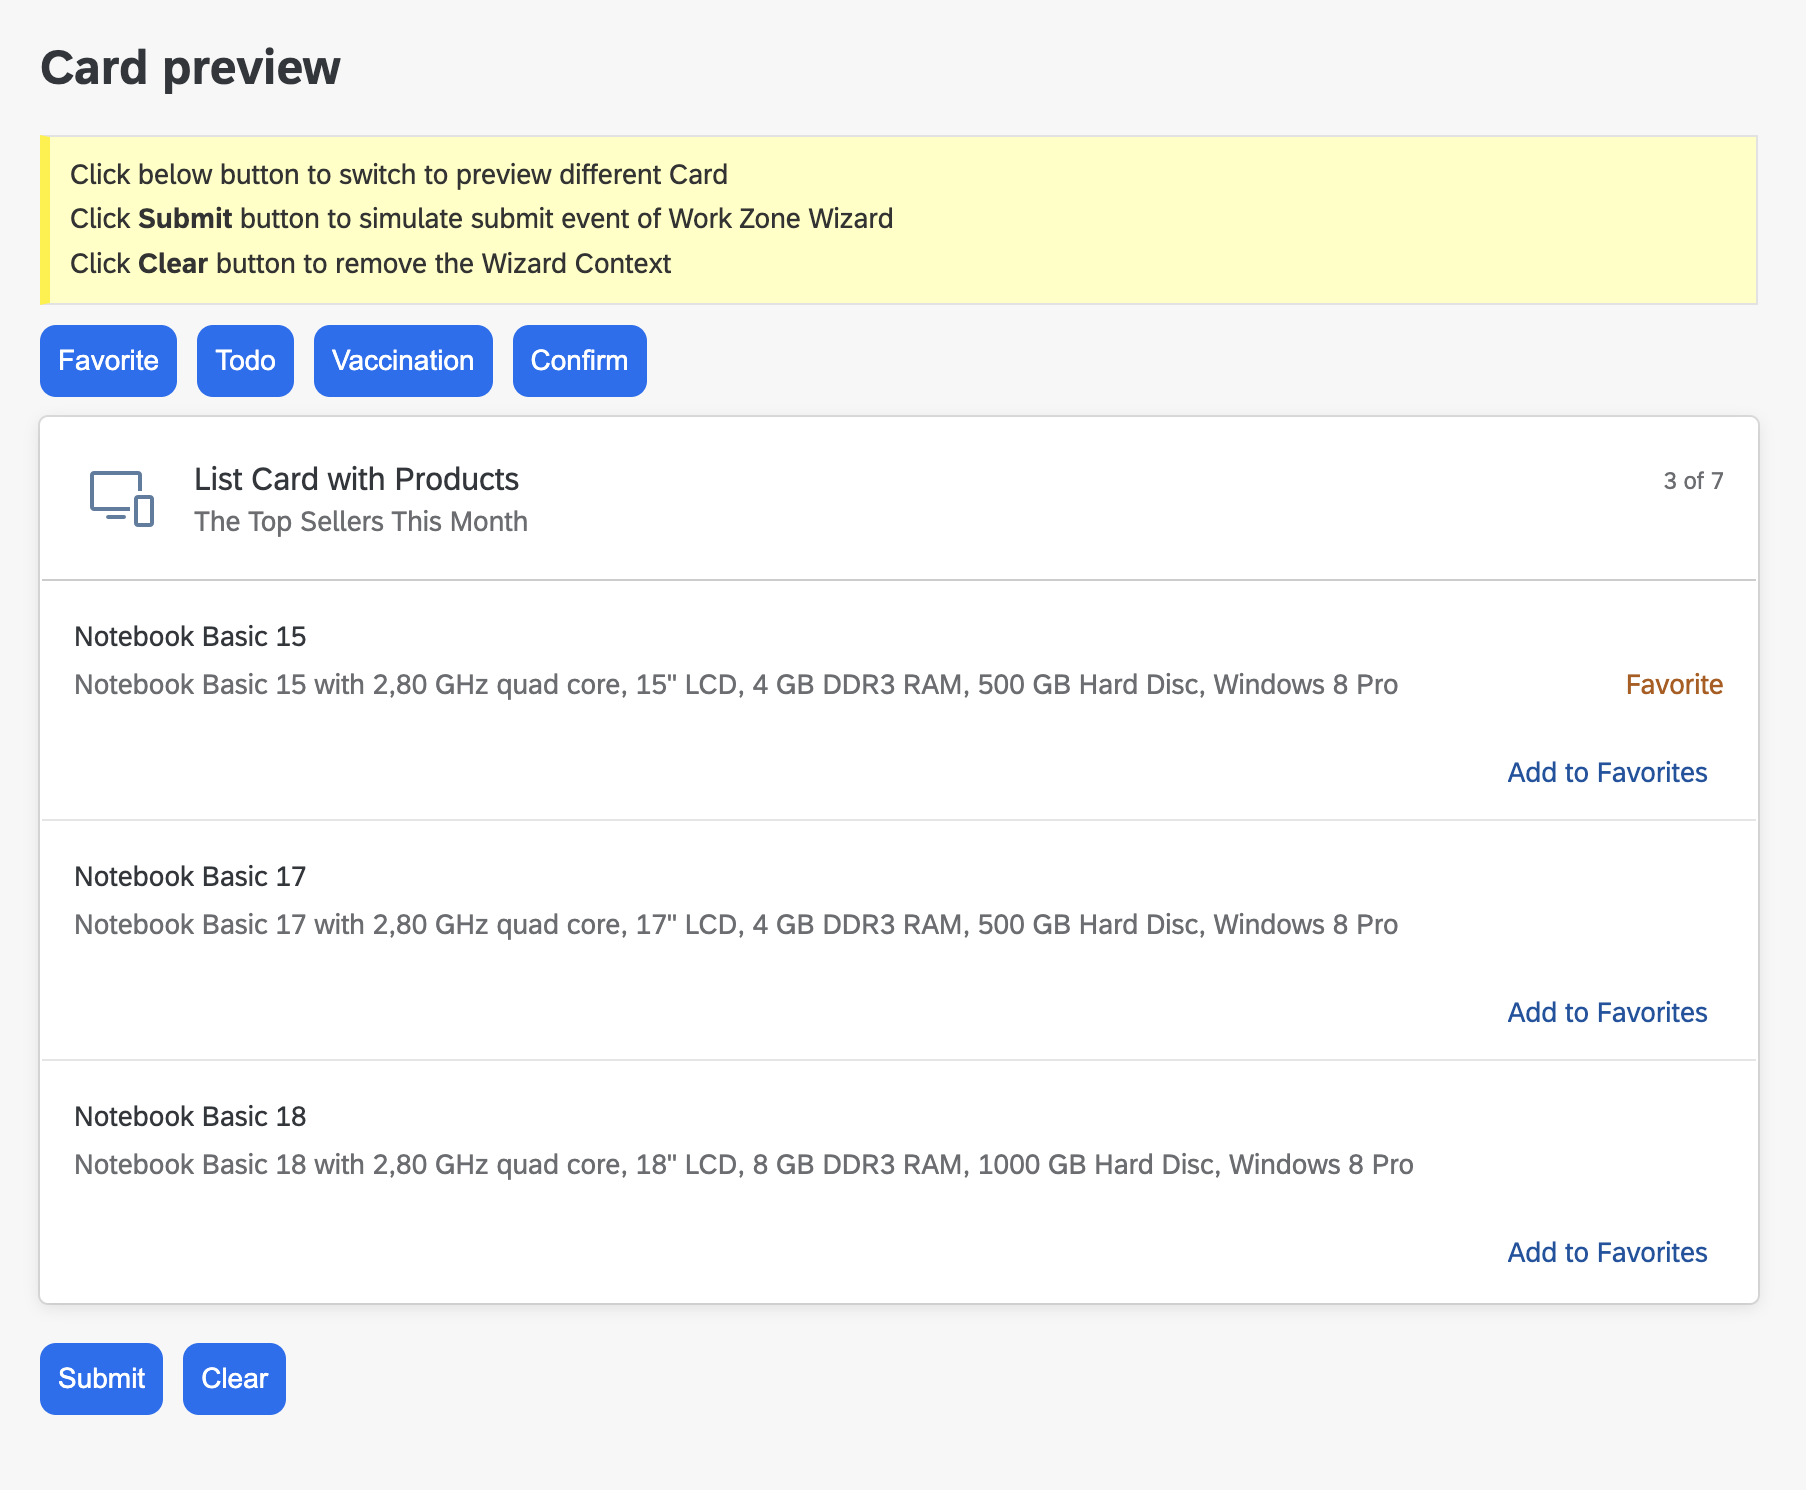 Card preview
Click below button to switch to preview different Card
Click Submit button to simulate submit event of Work Zone Wizard
Click Clear button to remove the Wizard Context
Favorite Todo Vaccination Confirm
List Card with Products 3 of 7
The Top Sellers This Month
Notebook Basic 15
Notebook Basic 15 with 2,80 GHz quad core, 15" LCD, 4 GB DDR3 RAM, 500 GB Hard Disc, Windows 8 Pro Favorite
Add to Favorites
Notebook Basic 17
Notebook Basic 17 with 2,80 GHz quad core, 17" LCD, 4 GB DDR3 RAM, 500 GB Hard Disc, Windows 8 Pro
Add to Favorites
Notebook Basic 18
Notebook Basic 18 with 2,80 GHz quad core, 18" LCD, 8 GB DDR3 RAM, 1000 GB Hard Disc, Windows 8 Pro
Add to Favorites
Submit Clear